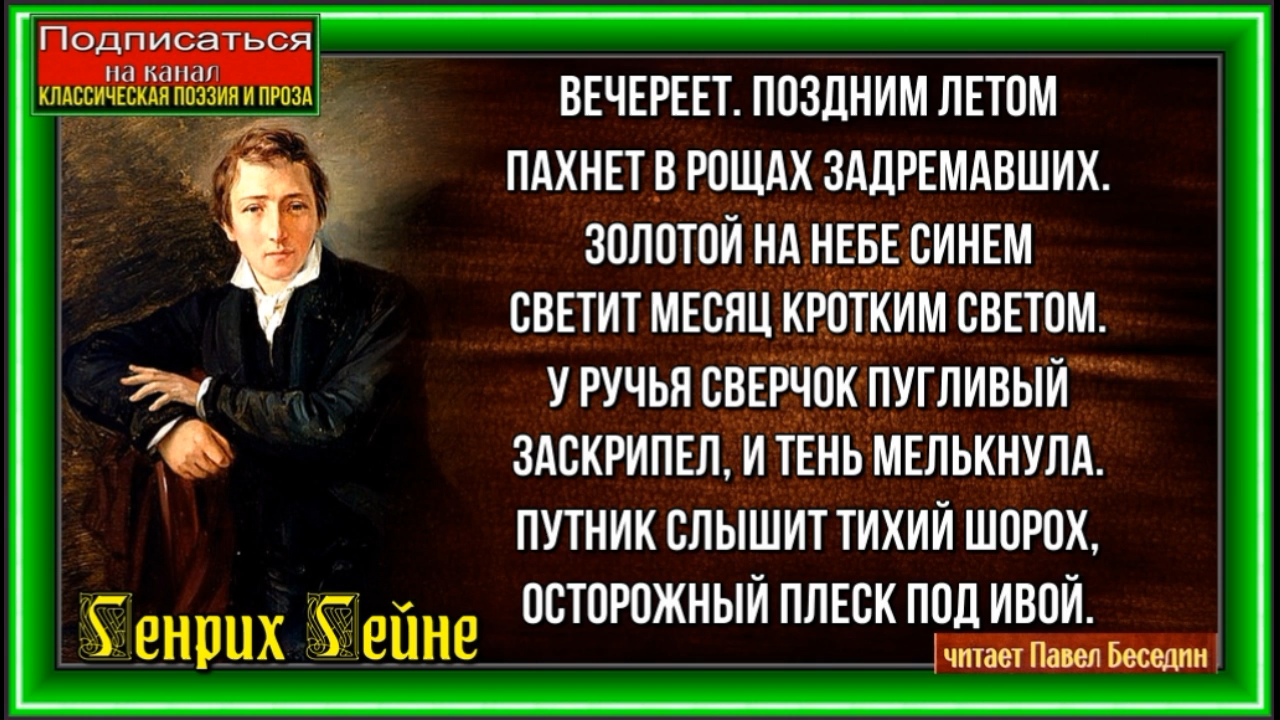 Подписаться
на канал
КЛАССИЧЕСКАЯ ПОЭЗИЯ И ПРОЗА
ВЕЧЕРЕЕТ. ПОЗДНИМ ЛЕТОМ
ПАХНЕТ В РОЩАХ ЗАДРЕМАВШИХ.
ЗОЛОТОЙ НА НЕБЕ СИНЕМ
СВЕТИТ МЕСЯЦ КРОТКИМ СВЕТОМ.
У РУЧЬЯ СВЕРЧОК ПУГЛИВЫЙ
ЗАСКРИПЕЛ, И ТЕНЬ МЕЛЬКНУЛА.
ПУТНИК СЛЫШИТ ТИХИЙ ШОРОХ,
ОСТОРОЖНЫЙ ПЛЕСК ПОД ИВОЙ.
Генрих Гейне
читает Павел Беседин